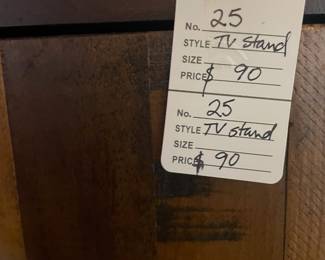 No. 25
STYLE TV Stand
SIZE
PRICE $ 90
No. 25
STYLE TV Stand
SIZE
PRICE $ 90